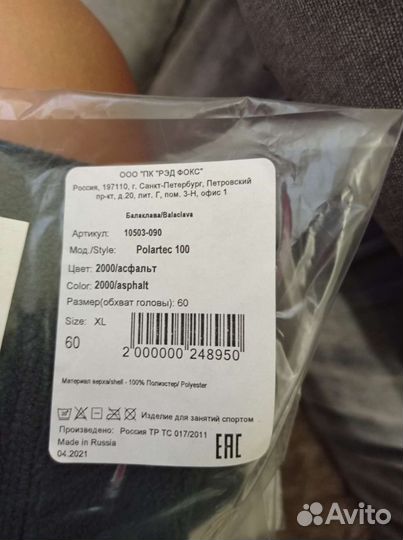 ООО "ПК "РЭД ФОКС"
Россия, 197110, г. Санкт-Петербург, Петровский
пр-кт, д.20, лит. Г, пом. 3-Н, офис 1
Балаклава/Balaclava
Артикул: 10503-090
Мод./Style: Polartec 100
Цвет: 2000/асфальт
Color: 2000/asphalt
Размер(обхват головы): 60
Size: XL
60
2 000000 248950
Материал верха/shell - 100% Полиэстер/ Polyester
Изделие для занятий спортом
Произведено: Россия ТР ТС 017/2011
Made in Russia
04.2021
EAC
Avito